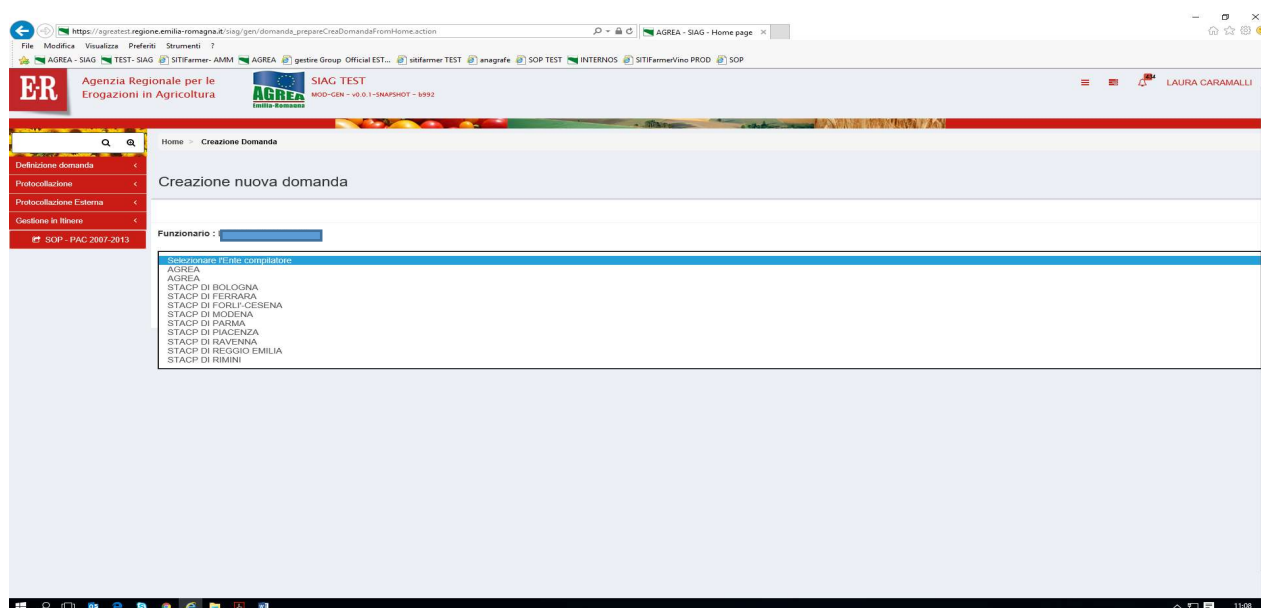 https://agreatest.regione.emilia-romagna.it/siag/gen/domanda_prepareCreaDomandaFromHome.action
AGREA - SIAG - Home page
File Modifica Visualizza Preferiti Strumenti ?
AGREA - SIAG TEST- SIAG SITIFarmer- AMM AGREA gestire Group Official EST... sitifarmer TEST anagrafe SOP TEST INTERNOS SITIFarmerVino PROD SOP
E-R
Agenzia Regionale per le
Erogazioni in Agricoltura
AGREA
Emilia-Romagna
SIAG TEST
MOD-GEN - v0.0.1-SNAPSHOT - b992
LAURA CARAMALLI
Home > Creazione Domanda
Definizione domanda
Protocollazione
Protocollazione Esterna
Gestione in Itinere
SOP - PAC 2007-2013
Creazione nuova domanda
Funzionario :
Selezionare l'Ente compilatore
AGREA
AGREA
STACP DI BOLOGNA
STACP DI FERRARA
STACP DI FORLI'-CESENA
STACP DI MODENA
STACP DI PARMA
STACP DI PIACENZA
STACP DI RAVENNA
STACP DI REGGIO EMILIA
STACP DI RIMINI
11:08